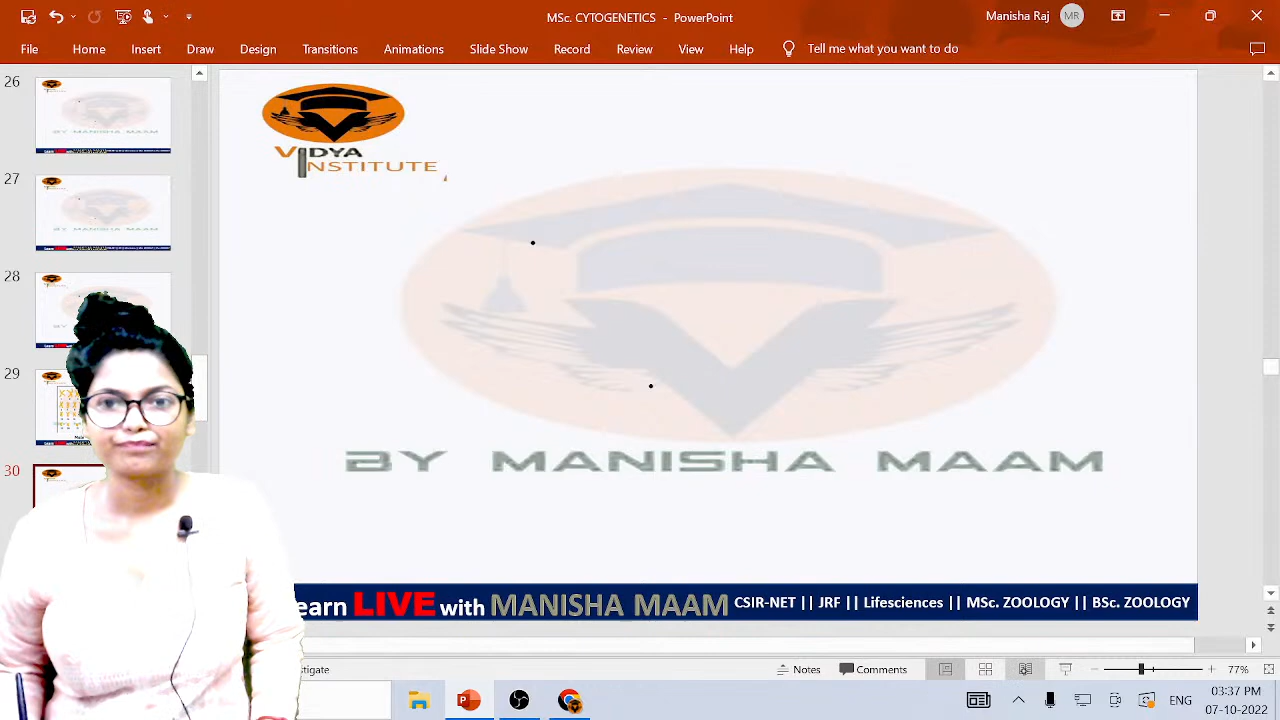 MSc. CYTOGENETICS - PowerPoint
Manisha Raj MR
File Home Insert Draw Design Transitions Animations Slide Show Record Review View Help Tell me what you want to do
26
27
28
29
30
VIDYA
INSTITUTE
BY MANISHA MAAM
earn LIVE with MANISHA MAAM CSIR-NET || JRF || Lifesciences || MSc. ZOOLOGY || BSc. ZOOLOGY
tigate Notes Comments 77%
ENG 03:37 PM
07-10-2022